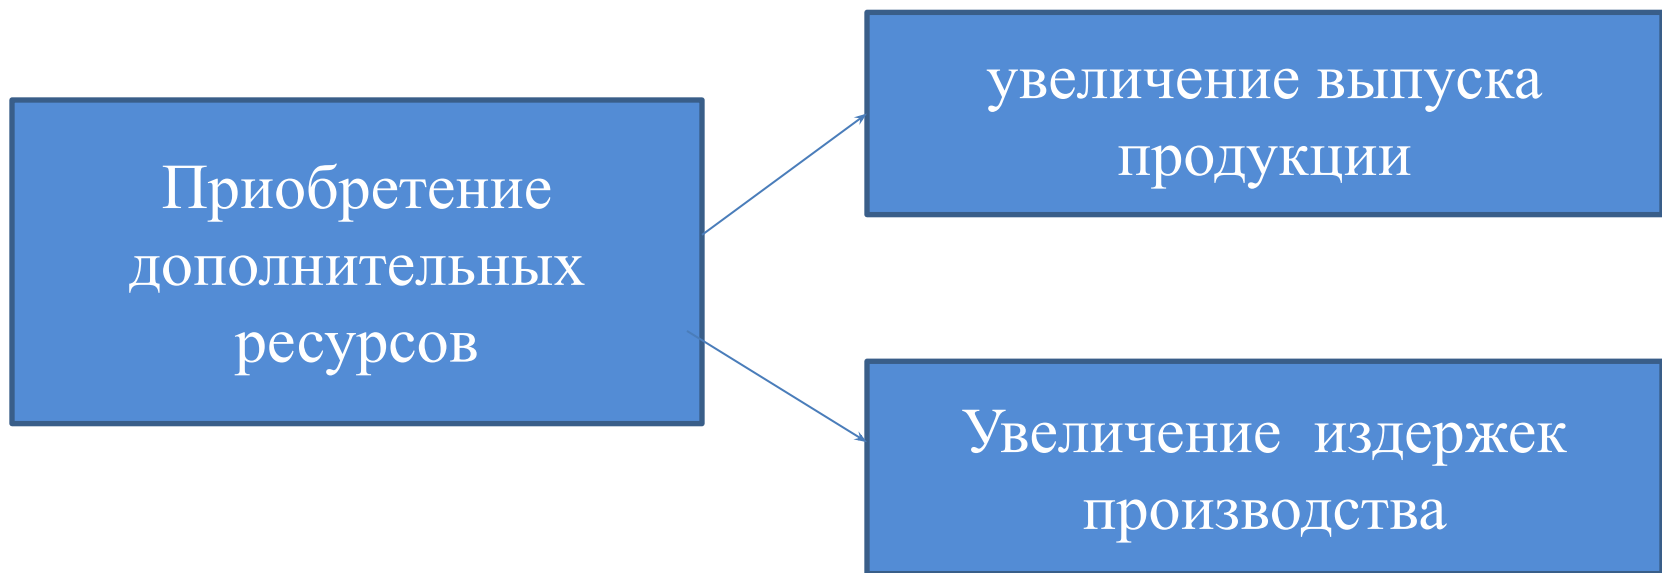 Приобретение
дополнительных
ресурсов
увеличение выпуска
продукции
Увеличение издержек
производства